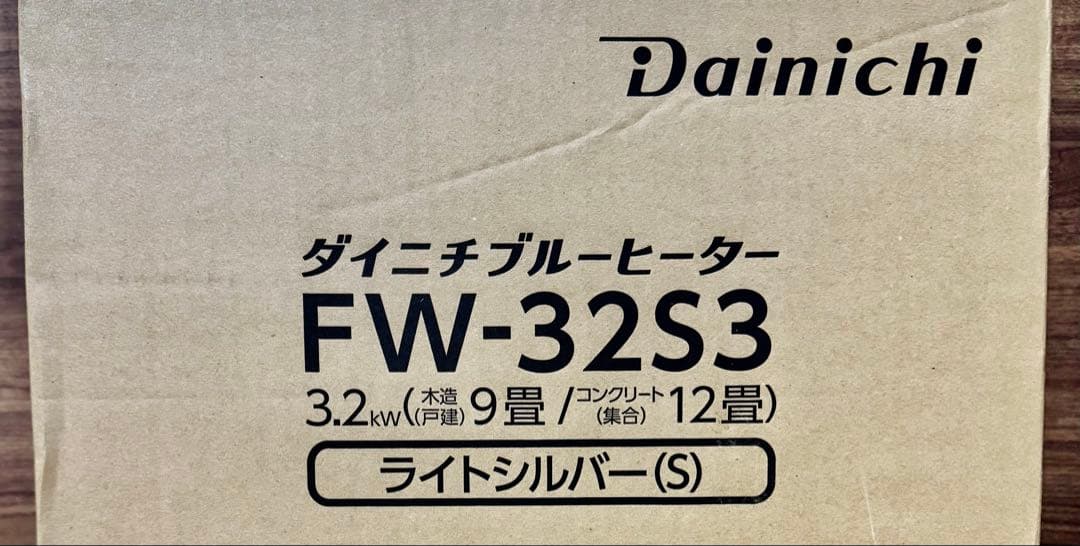 Dainichi
ダイニチブルーヒーター
FW-32S3
3.2kW(木造(戸建)9畳/コンクリート(集合)12畳)
ライトシルバー(S)